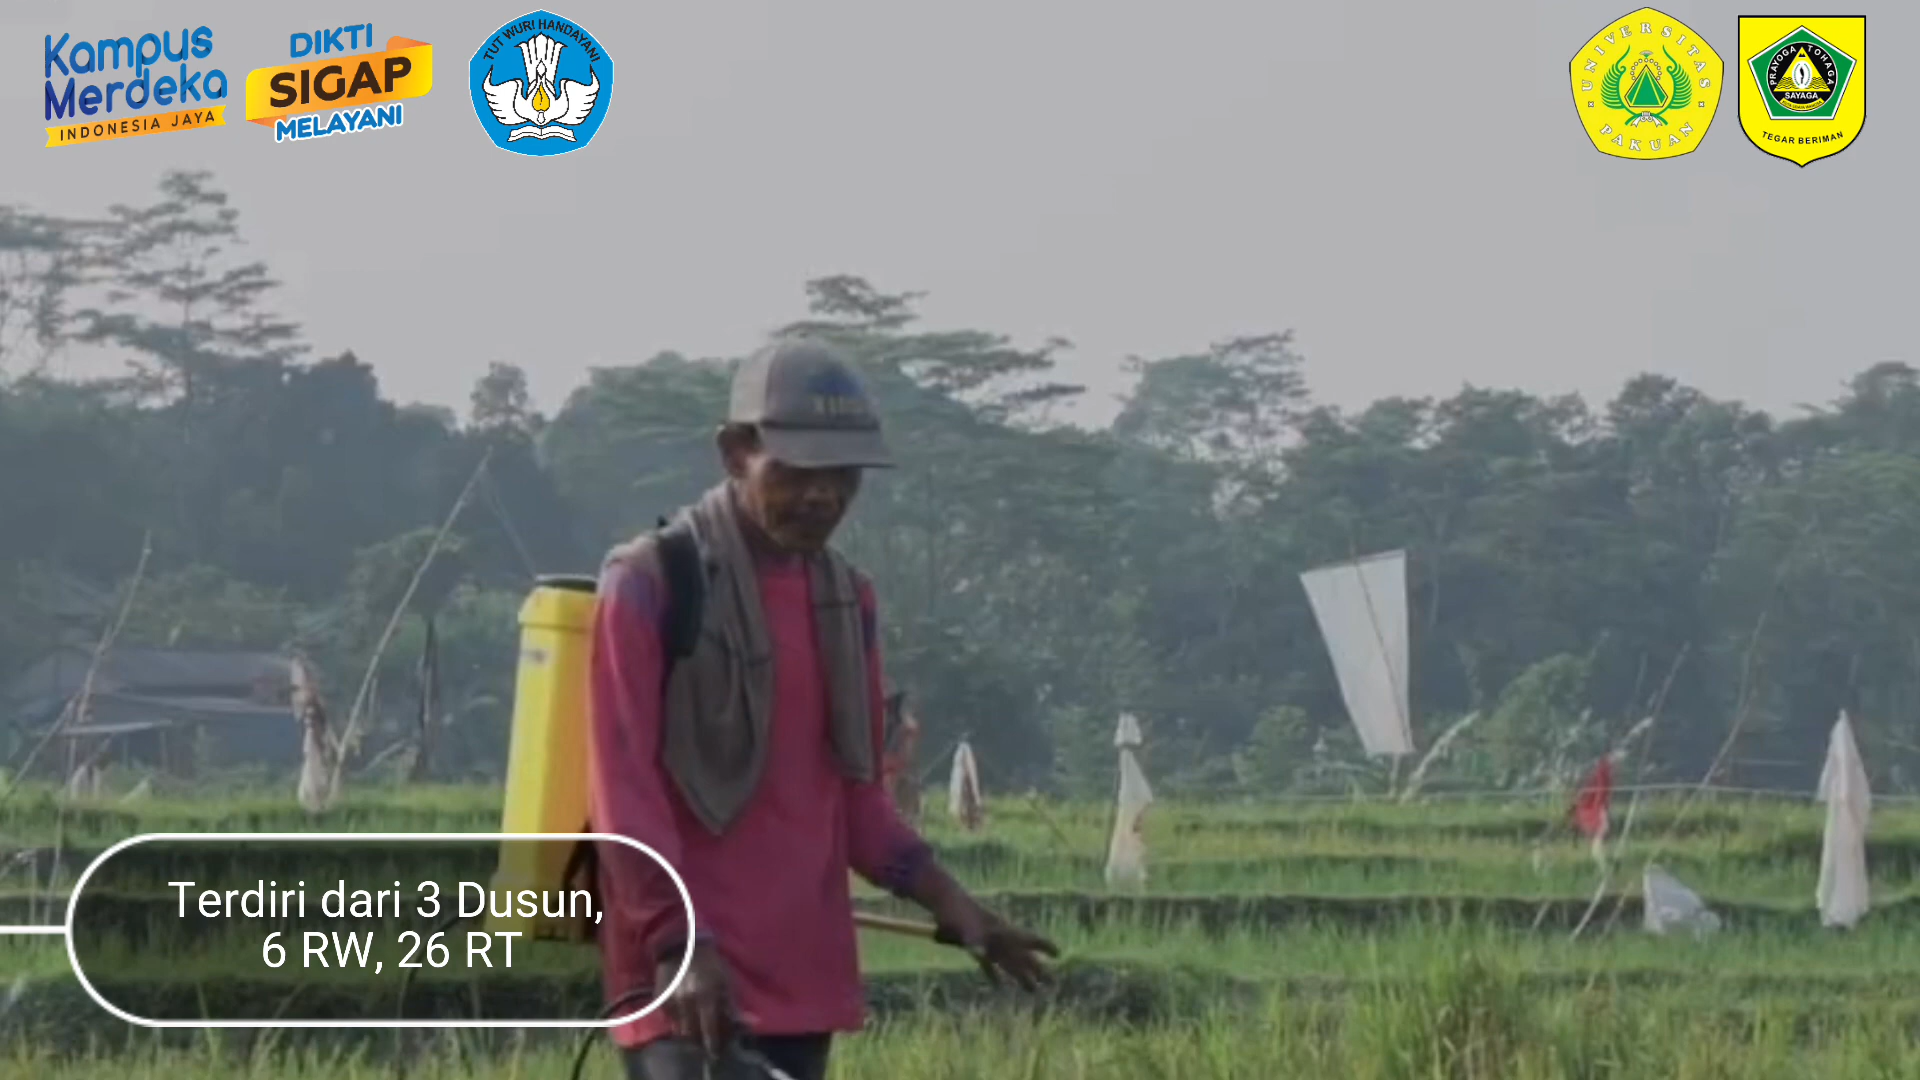 Kampus
Merdeka
INDONESIA JAYA
DIKTI
SIGAP
MELAYANI
TUT WURI HANDAYANI
UNIVERSITAS
PAKUAN
PRAYOGA TOHAGA
SAYAGA
TEGAR BERIMAN
Terdiri dari 3 Dusun,
6 RW, 26 RT